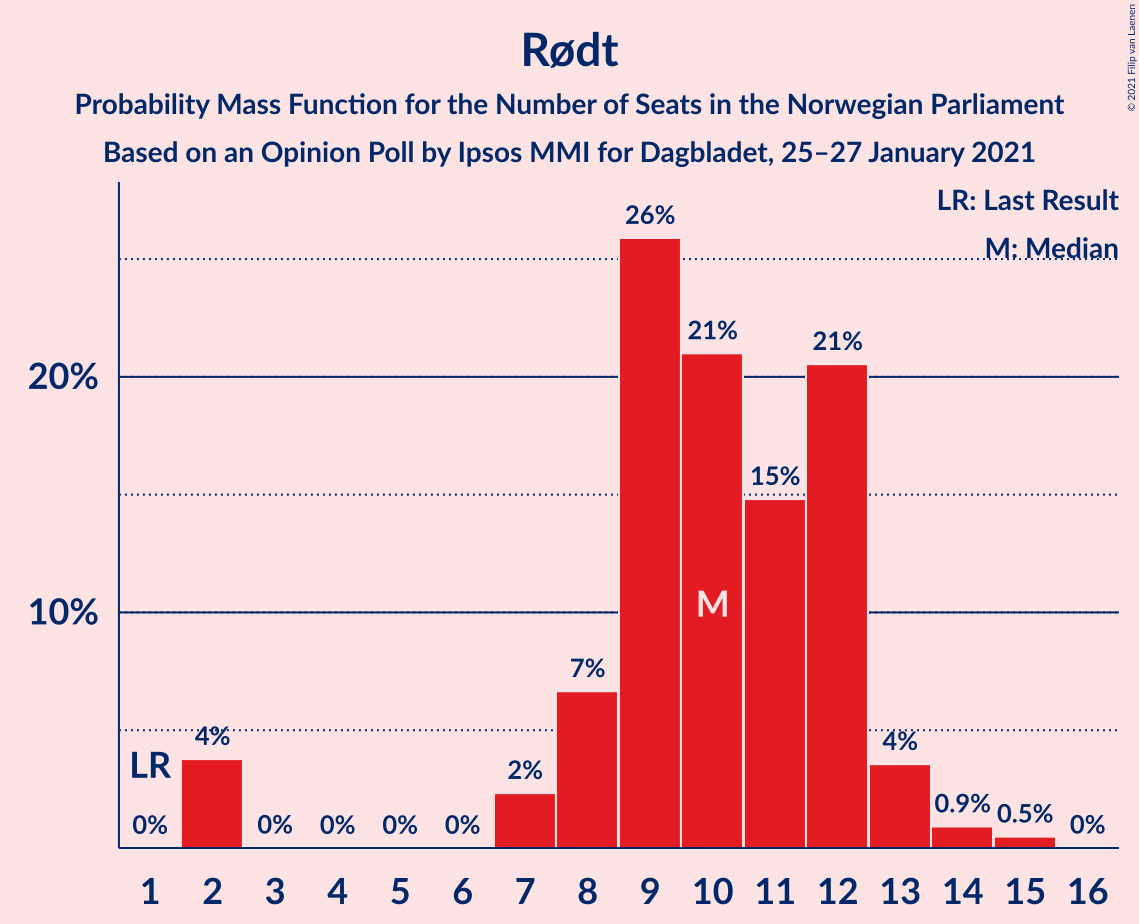 Rødt
Probability Mass Function for the Number of Seats in the Norwegian Parliament
Based on an Opinion Poll by Ipsos MMI for Dagbladet, 25–27 January 2021
© 2021 Filip van Laenen
LR: Last Result
M: Median
26%
21%
21%
20%
15%
M
10%
7%
4%
4%
LR
2%
0.9%
0.5%
0%
0%
0%
0%
0%
0%
1 2 3 4 5 6 7 8 9 10 11 12 13 14 15 16